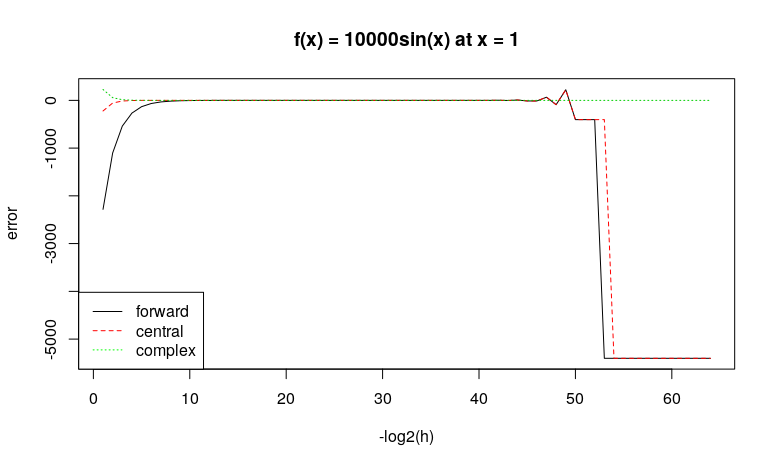 f(x) = 10000sin(x) at x = 1
error
0
-1000
-3000
-5000
forward
central
complex
0 10 20 30 40 50 60
-log2(h)